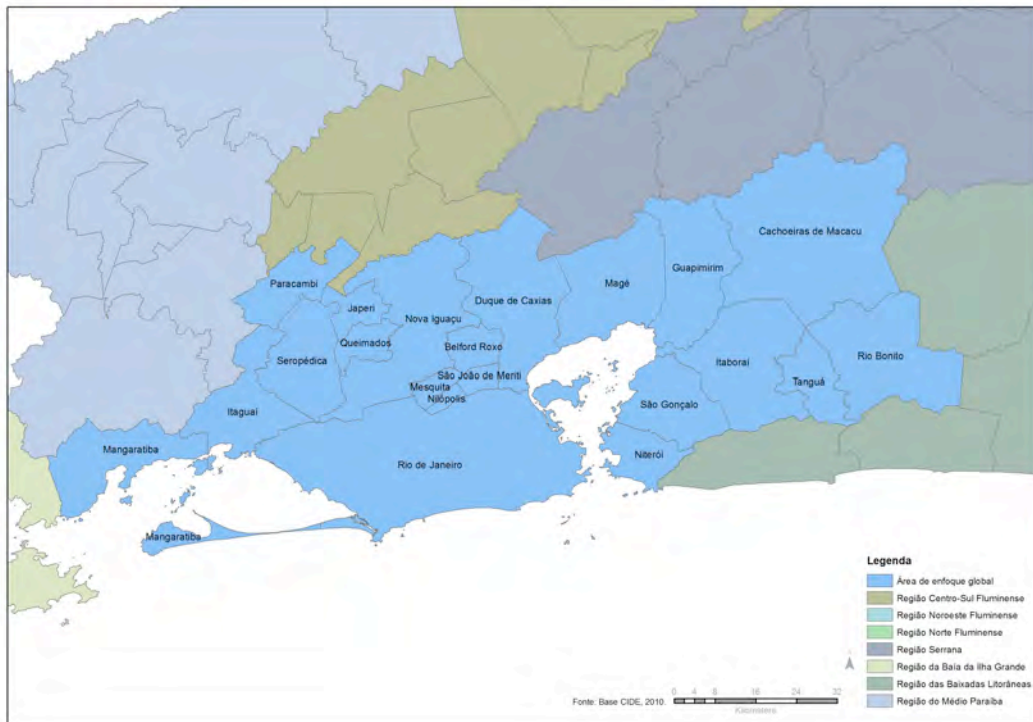 Cachoeiras de Macacu
Guapimirim
Magé
Paracambi
Duque de Caxias
Japeri
Nova Iguaçu
Queimados
Belford Roxo
Seropédica
Itaboraí
Rio Bonito
São João de Meriti
Mesquita
Tanguá
Nilópolis
São Gonçalo
Itaguaí
Mangaratiba
Niterói
Rio de Janeiro
Mangaratiba
Legenda
Área de enfoque global
Região Centro-Sul Fluminense
Região Noroeste Fluminense
Região Norte Fluminense
Região Serrana
Região da Baía da Ilha Grande
Região das Baixadas Litorâneas
Região do Médio Paraíba
Fonte: Base CIDE, 2010.
0 4 8 16 24 32
Kilometers